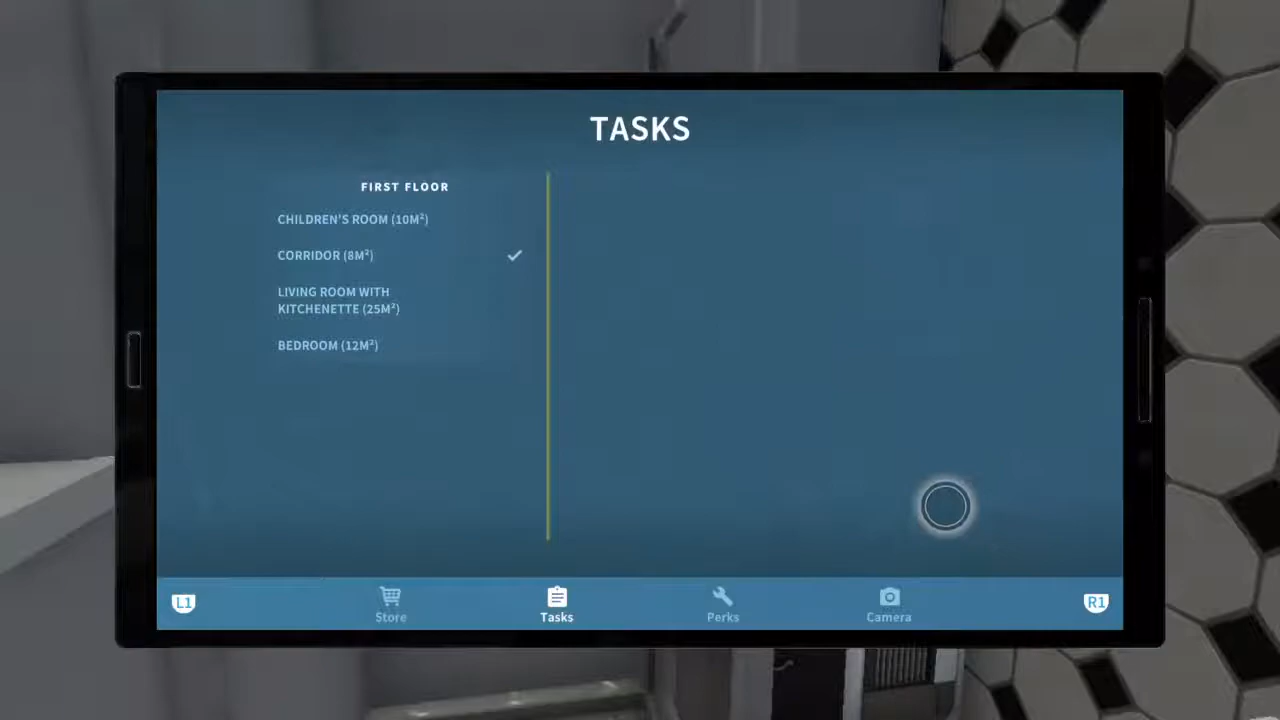 TASKS
FIRST FLOOR
CHILDREN'S ROOM (10M²)
CORRIDOR (8M²)
LIVING ROOM WITH
KITCHENETTE (25M²)
BEDROOM (12M²)
L1
Store
Tasks
Perks
Camera
R1